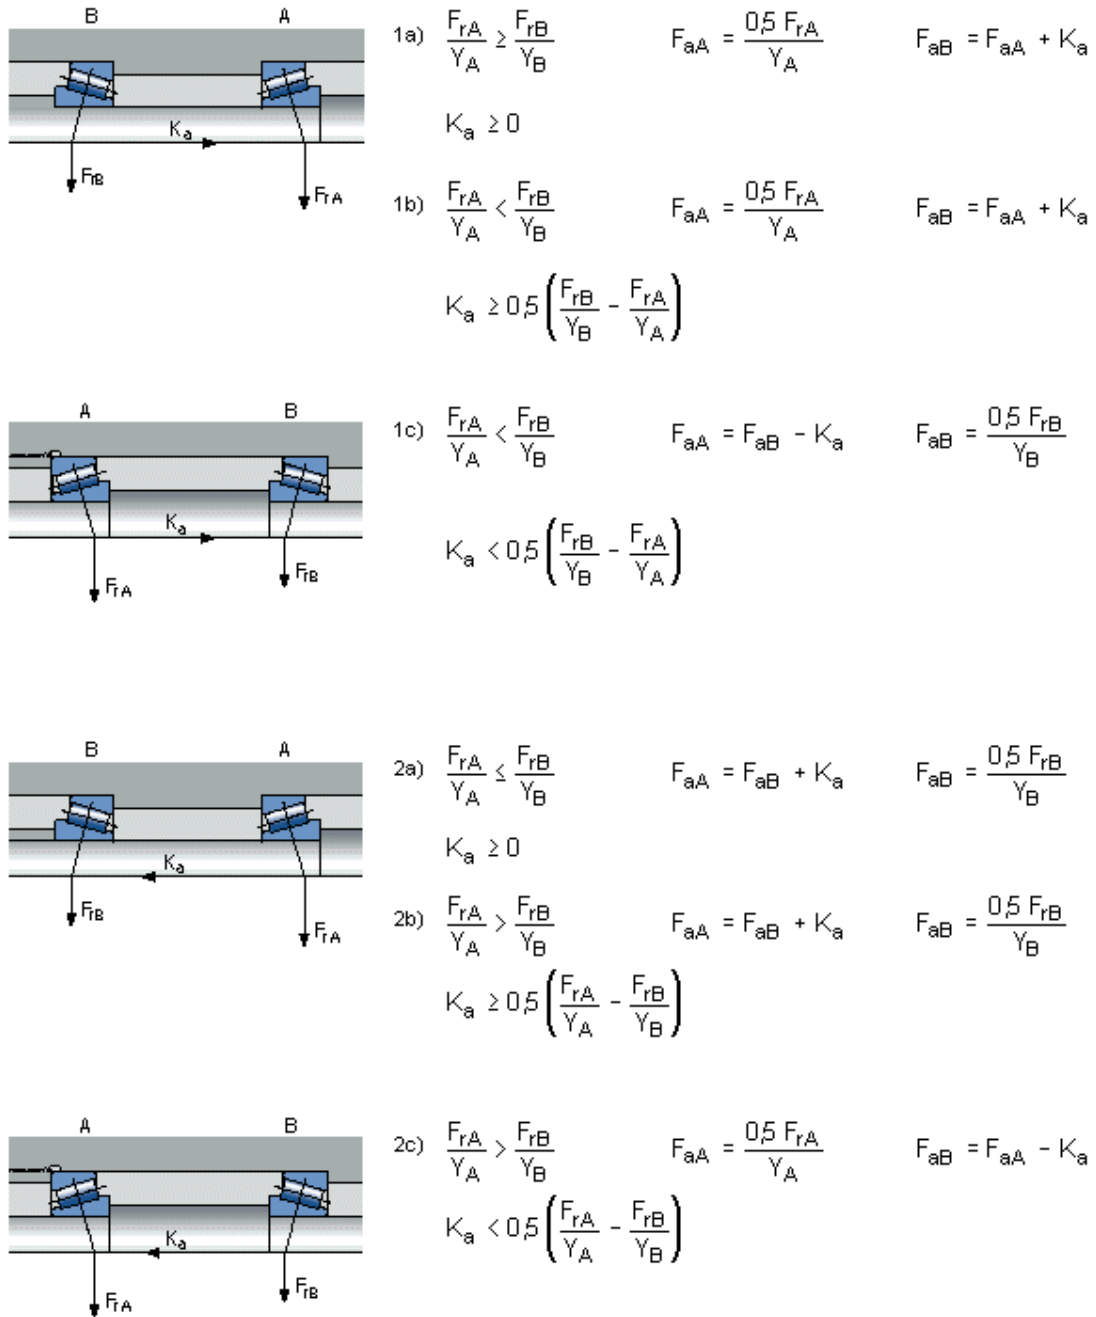 B A
1a) F_rA/Y_A ≥ F_rB/Y_B F_aA = 0,5 F_rA/Y_A F_aB = F_aA + K_a
K_a ≥ 0
K_a
F_rB
F_rA
1b) F_rA/Y_A < F_rB/Y_B F_aA = 0,5 F_rA/Y_A F_aB = F_aA + K_a
K_a ≥ 0,5 (F_rB/Y_B − F_rA/Y_A)
A B
1c) F_rA/Y_A < F_rB/Y_B F_aA = F_aB − K_a F_aB = 0,5 F_rB/Y_B
K_a < 0,5 (F_rB/Y_B − F_rA/Y_A)
K_a
F_rA
F_rB
B A
2a) F_rA/Y_A ≤ F_rB/Y_B F_aA = F_aB + K_a F_aB = 0,5 F_rB/Y_B
K_a ≥ 0
K_a
F_rB
F_rA
2b) F_rA/Y_A > F_rB/Y_B F_aA = F_aB + K_a F_aB = 0,5 F_rB/Y_B
K_a ≥ 0,5 (F_rA/Y_A − F_rB/Y_B)
A B
2c) F_rA/Y_A > F_rB/Y_B F_aA = 0,5 F_rA/Y_A F_aB = F_aA − K_a
K_a < 0,5 (F_rA/Y_A − F_rB/Y_B)
K_a
F_rA
F_rB